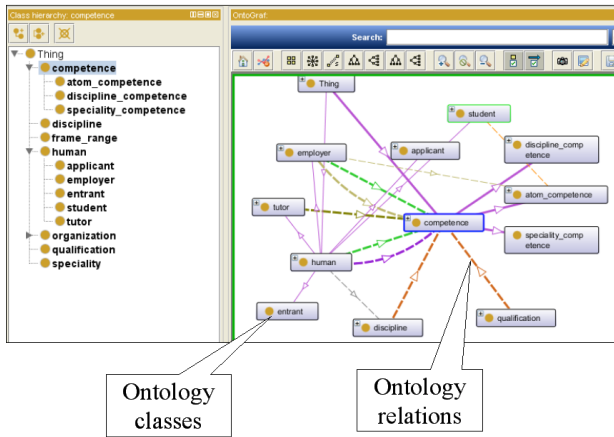 Class hierarchy: competence
Thing
competence
atom_competence
discipline_competence
speciality_competence
discipline
frame_range
human
applicant
employer
entrant
student
tutor
organization
qualification
speciality
OntoGraf:
Search:
Thing
student
employer
applicant
discipline_comp
etence
atom_competence
tutor
competence
speciality_comp
etence
human
entrant
discipline
qualification
Ontology
classes
Ontology
relations